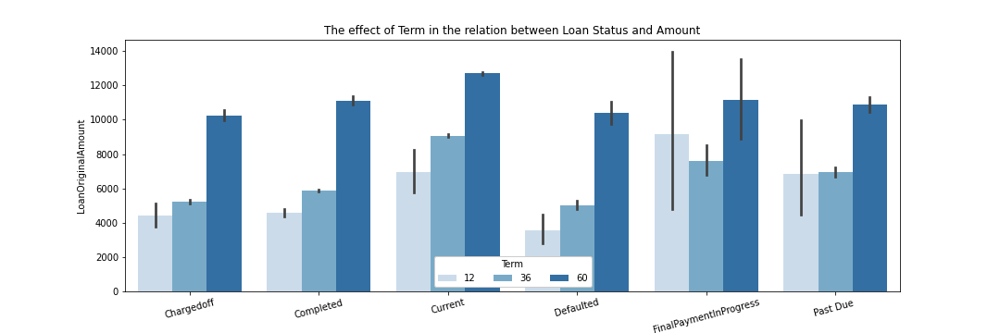 The effect of Term in the relation between Loan Status and Amount
LoanOriginalAmount
14000
12000
10000
8000
6000
4000
2000
0
Term
12 36 60
Chargedoff Completed Current Defaulted FinalPaymentInProgress Past Due